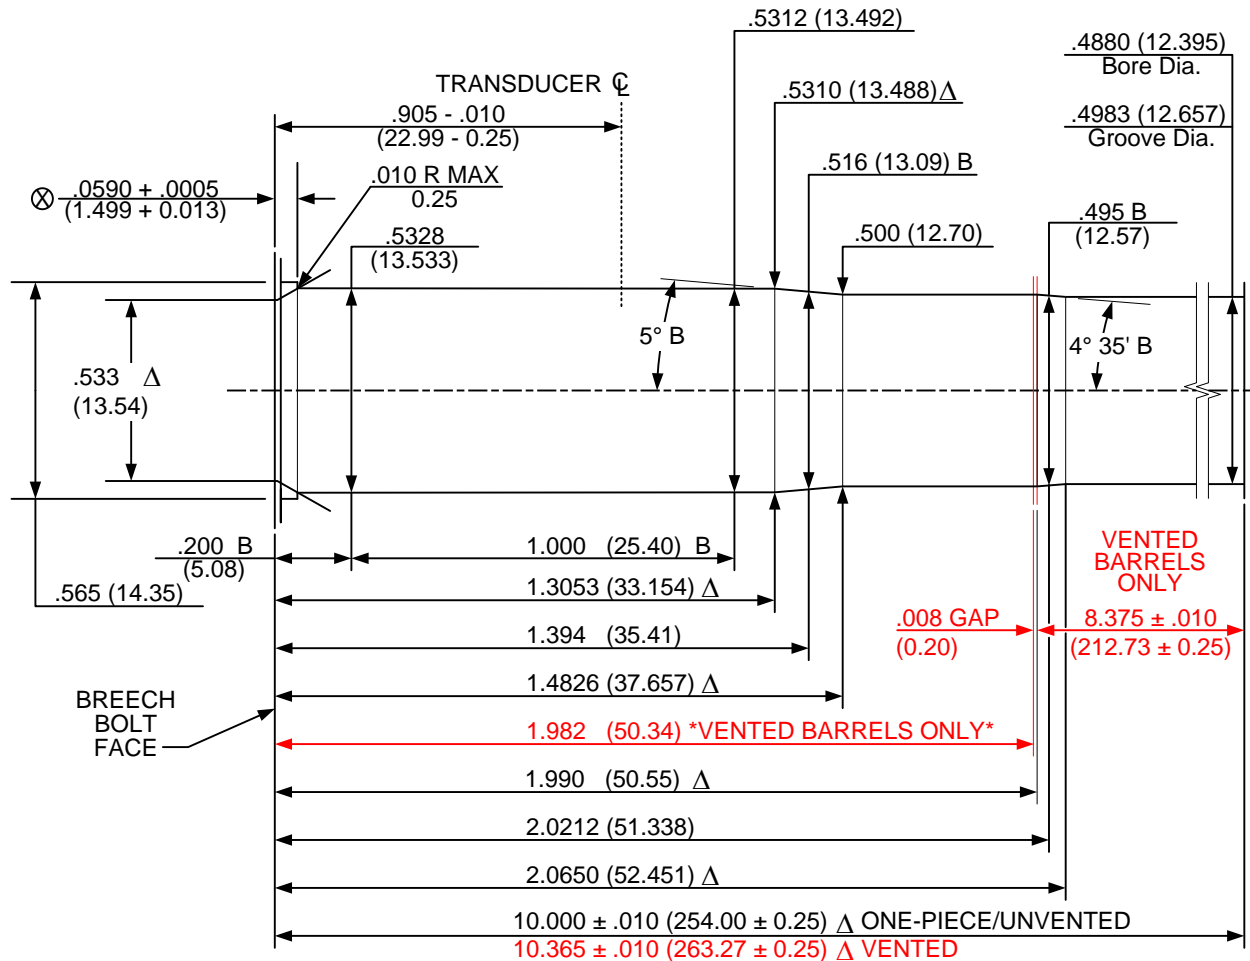 .5312 (13.492)
.4880 (12.395)
Bore Dia.
TRANSDUCER ℄
.5310 (13.488) Δ
.905 - .010
(22.99 - 0.25)
.4983 (12.657)
Groove Dia.
.516 (13.09) B
.010 R MAX
0.25
⊗ .0590 + .0005
(1.499 + 0.013)
.495 B
(12.57)
.5328
(13.533)
.500 (12.70)
5° B
4° 35' B
.533 Δ
(13.54)
.200 B
(5.08)
1.000 (25.40) B
VENTED
BARRELS
ONLY
.565 (14.35)
1.3053 (33.154) Δ
.008 GAP
(0.20)
8.375 ± .010
(212.73 ± 0.25)
1.394 (35.41)
1.4826 (37.657) Δ
BREECH
BOLT
FACE
1.982 (50.34) *VENTED BARRELS ONLY*
1.990 (50.55) Δ
2.0212 (51.338)
2.0650 (52.451) Δ
10.000 ± .010 (254.00 ± 0.25) Δ ONE-PIECE/UNVENTED
10.365 ± .010 (263.27 ± 0.25) Δ VENTED